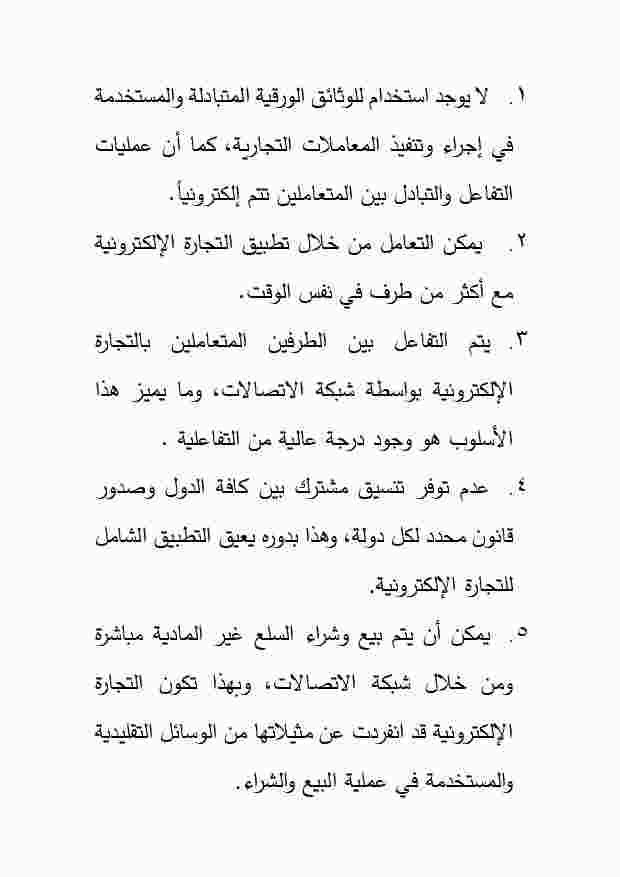 ١. لا يوجد استخدام للوثائق الورقية المتبادلة والمستخدمة
في إجراء وتنفيذ المعاملات التجارية، كما أن عمليات
التفاعل والتبادل بين المتعاملين تتم إلكترونياً.
٢. يمكن التعامل من خلال تطبيق التجارة الإلكترونية
مع أكثر من طرف في نفس الوقت.
٣. يتم التفاعل بين الطرفين المتعاملين بالتجارة
الإلكترونية بواسطة شبكة الاتصالات، وما يميز هذا
الأسلوب هو وجود درجة عالية من التفاعلية .
٤. عدم توفر تنسيق مشترك بين كافة الدول وصدور
قانون محدد لكل دولة، وهذا بدوره يعيق التطبيق الشامل
للتجارة الإلكترونية.
٥. يمكن أن يتم بيع وشراء السلع غير المادية مباشرة
ومن خلال شبكة الاتصالات، وبهذا تكون التجارة
الإلكترونية قد انفردت عن مثيلاتها من الوسائل التقليدية
والمستخدمة في عملية البيع والشراء.